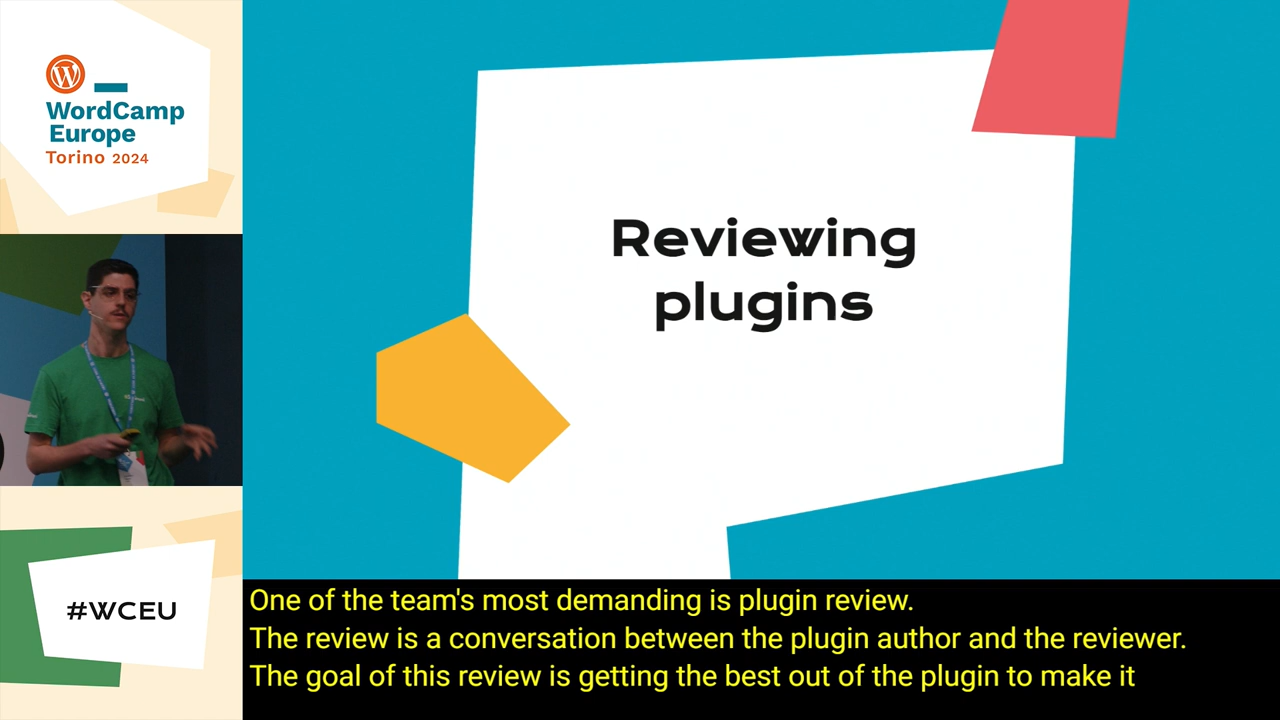 WordCamp
Europe
Torino 2024
Reviewing
plugins
#WCEU
One of the team's most demanding is plugin review.
The review is a conversation between the plugin author and the reviewer.
The goal of this review is getting the best out of the plugin to make it